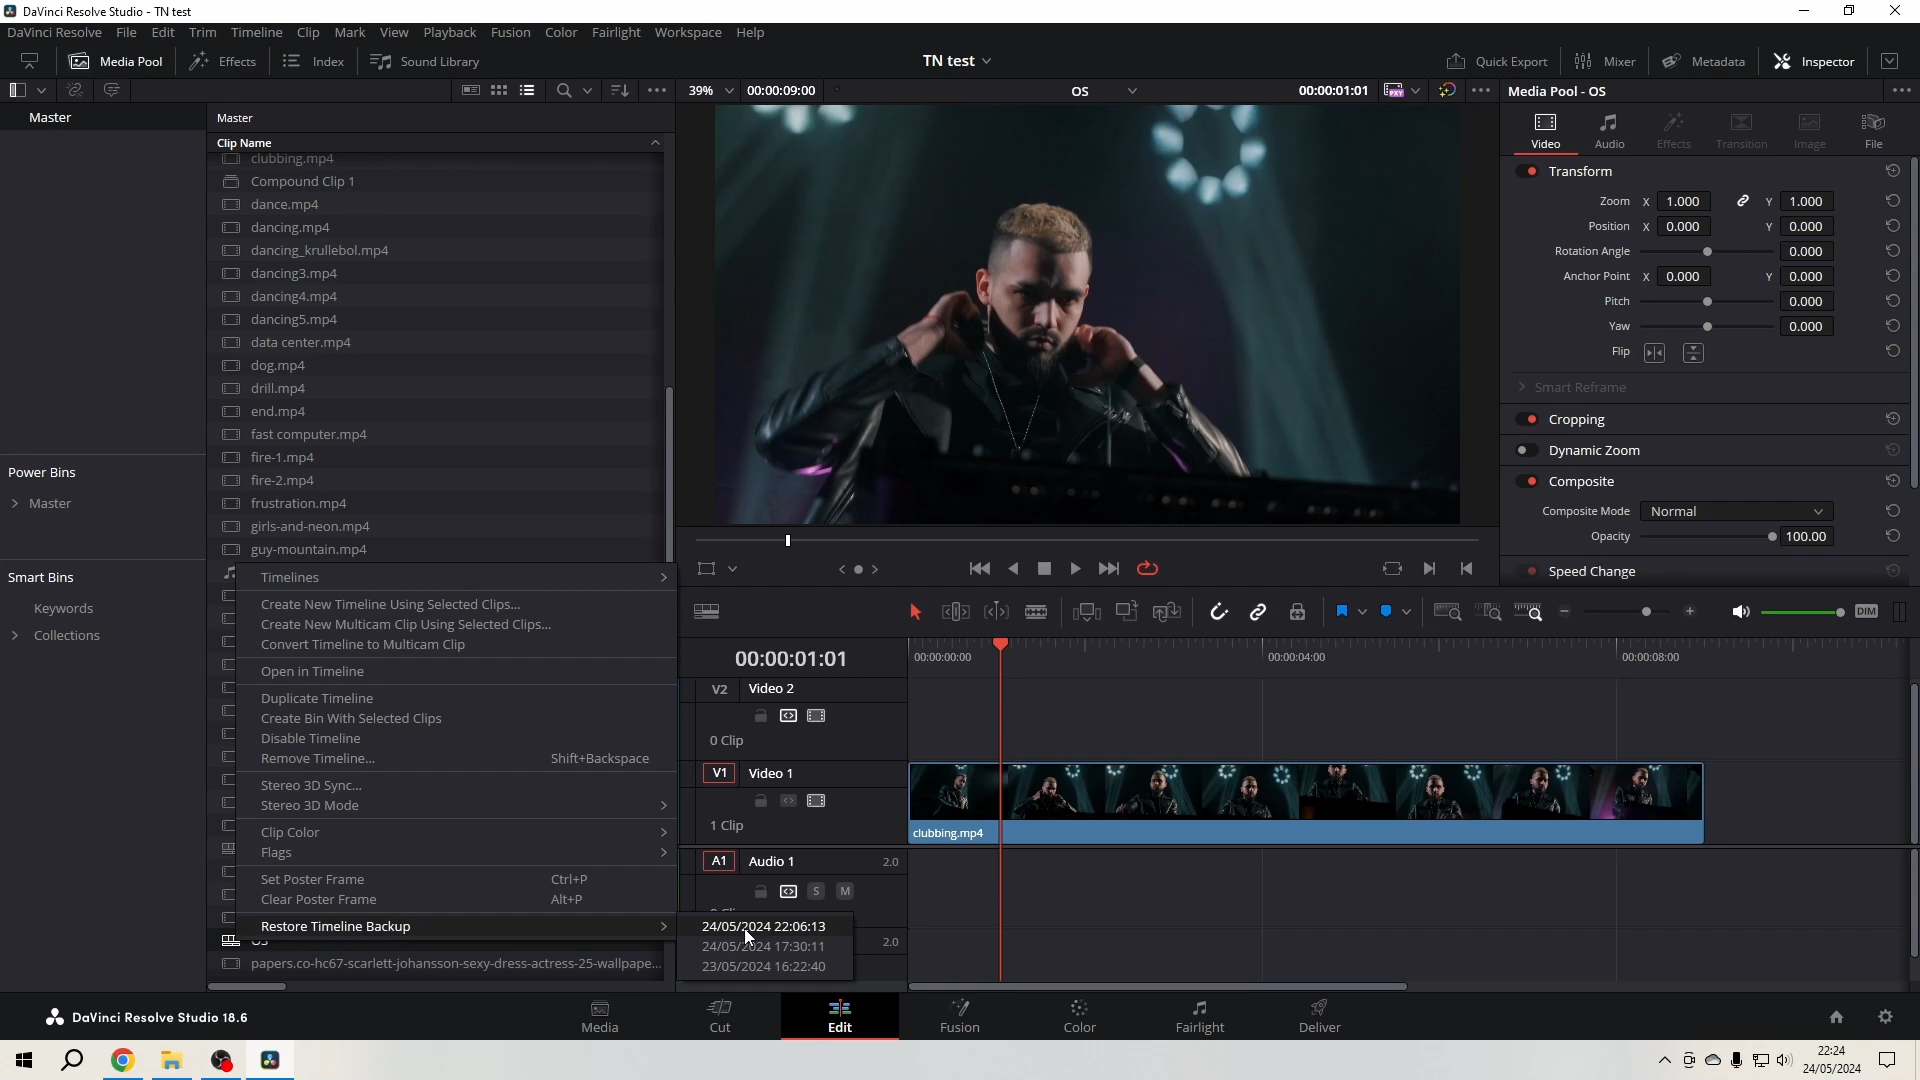 DaVinci Resolve Studio - TN test
DaVinci Resolve File Edit Trim Timeline Clip Mark View Playback Fusion Color Fairlight Workspace Help
Media Pool Effects Index Sound Library TN test Quick Export Mixer Metadata Inspector
39% 00:00:09:00 OS 00:00:01:01 PXY Media Pool - OS
Master
Master
Clip Name
clubbing.mp4
Compound Clip 1
dance.mp4
dancing.mp4
dancing_krullebol.mp4
dancing3.mp4
dancing4.mp4
dancing5.mp4
data center.mp4
dog.mp4
drill.mp4
end.mp4
fast computer.mp4
fire-1.mp4
fire-2.mp4
frustration.mp4
girls-and-neon.mp4
guy-mountain.mp4
OS
papers.co-hc67-scarlett-johansson-sexy-dress-actress-25-wallpape...
Power Bins
Master
Smart Bins
Keywords
Collections
Timelines
Create New Timeline Using Selected Clips...
Create New Multicam Clip Using Selected Clips...
Convert Timeline to Multicam Clip
Open in Timeline
Duplicate Timeline
Create Bin With Selected Clips
Disable Timeline
Remove Timeline... Shift+Backspace
Stereo 3D Sync...
Stereo 3D Mode
Clip Color
Flags
Set Poster Frame Ctrl+P
Clear Poster Frame Alt+P
Restore Timeline Backup
24/05/2024 22:06:13
24/05/2024 17:30:11
23/05/2024 16:22:40
Video Audio Effects Transition Image File
Transform
Zoom X 1.000 Y 1.000
Position X 0.000 Y 0.000
Rotation Angle 0.000
Anchor Point X 0.000 Y 0.000
Pitch 0.000
Yaw 0.000
Flip
Smart Reframe
Cropping
Dynamic Zoom
Composite
Composite Mode Normal
Opacity 100.00
Speed Change
DIM
00:00:01:01 00:00:00:00 00:00:04:00 00:00:08:00
V2 Video 2
0 Clip
V1 Video 1
1 Clip
clubbing.mp4
A1 Audio 1 2.0
S M
2.0
DaVinci Resolve Studio 18.6
Media Cut Edit Fusion Color Fairlight Deliver
22:24
24/05/2024